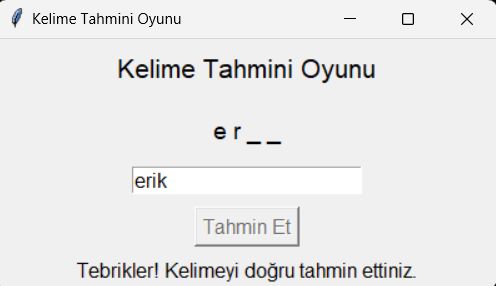 Kelime Tahmini Oyunu
Kelime Tahmini Oyunu
e r _ _
erik
Tahmin Et
Tebrikler! Kelimeyi doğru tahmin ettiniz.